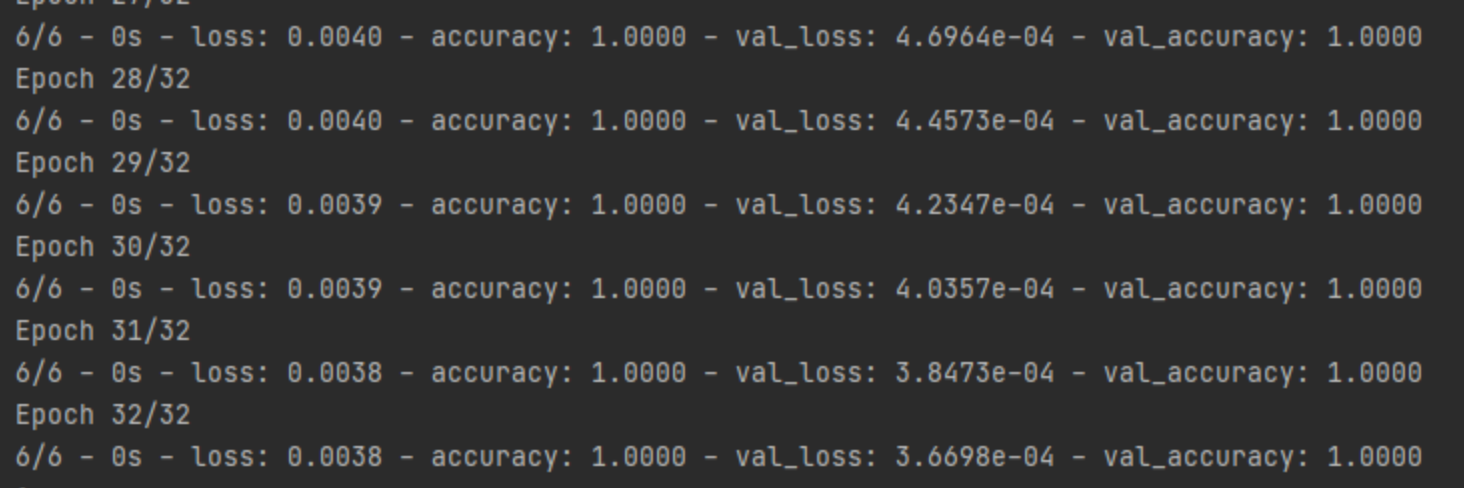 Epoch 27/32
6/6 - 0s - loss: 0.0040 - accuracy: 1.0000 - val_loss: 4.6964e-04 - val_accuracy: 1.0000
Epoch 28/32
6/6 - 0s - loss: 0.0040 - accuracy: 1.0000 - val_loss: 4.4573e-04 - val_accuracy: 1.0000
Epoch 29/32
6/6 - 0s - loss: 0.0039 - accuracy: 1.0000 - val_loss: 4.2347e-04 - val_accuracy: 1.0000
Epoch 30/32
6/6 - 0s - loss: 0.0039 - accuracy: 1.0000 - val_loss: 4.0357e-04 - val_accuracy: 1.0000
Epoch 31/32
6/6 - 0s - loss: 0.0038 - accuracy: 1.0000 - val_loss: 3.8473e-04 - val_accuracy: 1.0000
Epoch 32/32
6/6 - 0s - loss: 0.0038 - accuracy: 1.0000 - val_loss: 3.6698e-04 - val_accuracy: 1.0000